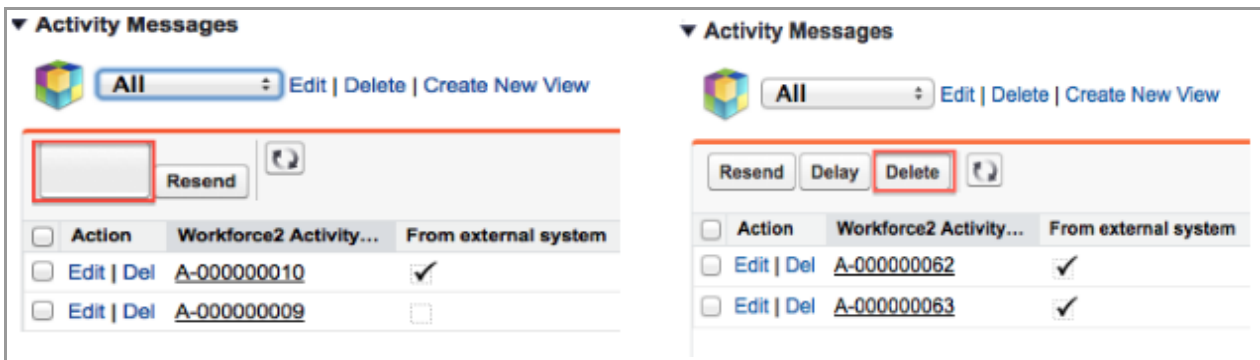 Activity Messages
All Edit | Delete | Create New View
Resend
Action Workforce2 Activity... From external system
Edit | Del A-000000010
Edit | Del A-000000009
Activity Messages
All Edit | Delete | Create New View
Resend Delay Delete
Action Workforce2 Activity... From external system
Edit | Del A-000000062
Edit | Del A-000000063